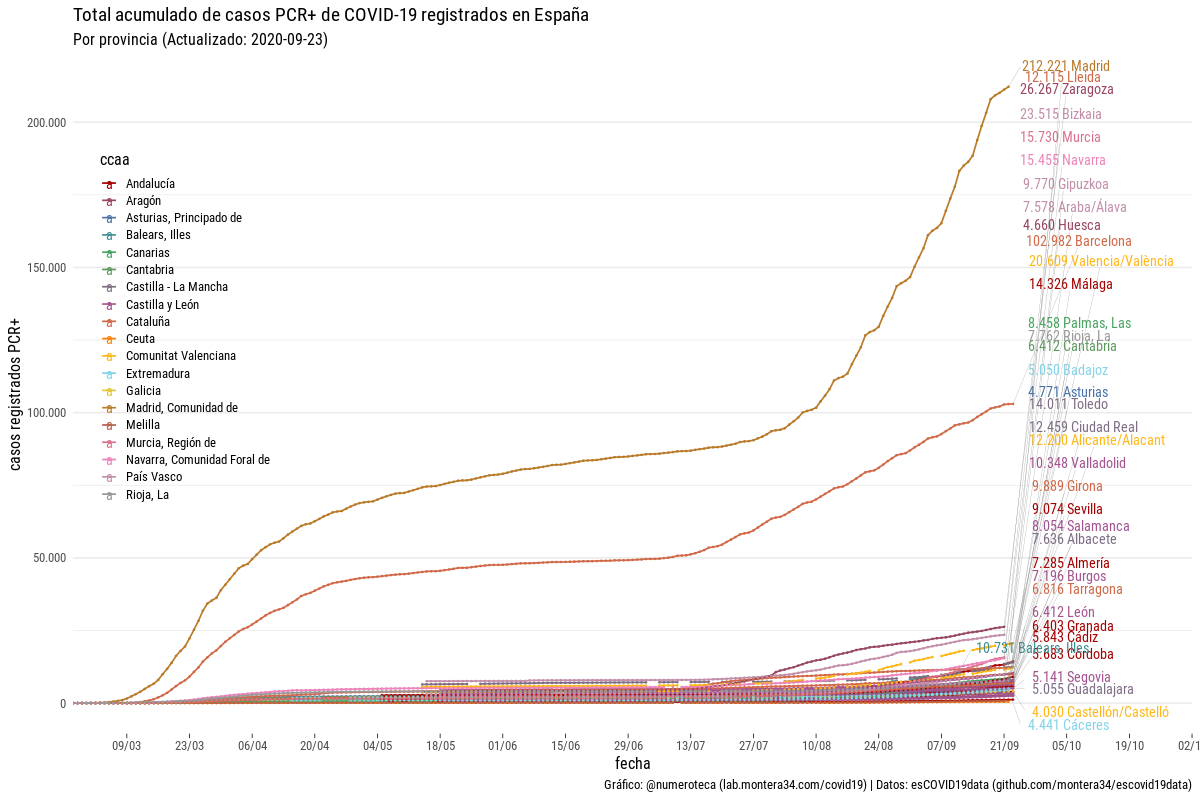 Total acumulado de casos PCR+ de COVID-19 registrados en España
Por provincia (Actualizado: 2020-09-23)
casos registrados PCR+
200.000
150.000
100.000
50.000
0
ccaa
Andalucía
Aragón
Asturias, Principado de
Balears, Illes
Canarias
Cantabria
Castilla - La Mancha
Castilla y León
Cataluña
Ceuta
Comunitat Valenciana
Extremadura
Galicia
Madrid, Comunidad de
Melilla
Murcia, Región de
Navarra, Comunidad Foral de
País Vasco
Rioja, La
212.221 Madrid
12.115 Lleida
26.267 Zaragoza
23.515 Bizkaia
15.730 Murcia
15.455 Navarra
9.770 Gipuzkoa
7.578 Araba/Álava
4.660 Huesca
102.982 Barcelona
20.609 Valencia/València
14.326 Málaga
8.458 Palmas, Las
7.762 Rioja, La
6.412 Cantabria
5.050 Badajoz
4.771 Asturias
14.011 Toledo
12.459 Ciudad Real
12.200 Alicante/Alacant
10.348 Valladolid
9.889 Girona
9.074 Sevilla
8.054 Salamanca
7.636 Albacete
7.285 Almería
7.196 Burgos
6.816 Tarragona
6.412 León
6.403 Granada
5.843 Cádiz
10.731 Balears, Illes
5.683 Córdoba
5.141 Segovia
5.055 Guadalajara
4.030 Castellón/Castelló
4.441 Cáceres
09/03
23/03
06/04
20/04
04/05
18/05
01/06
15/06
29/06
13/07
27/07
10/08
24/08
07/09
21/09
05/10
19/10
02/1
fecha
Gráfico: @numeroteca (lab.montera34.com/covid19) | Datos: esCOVID19data (github.com/montera34/escovid19data)